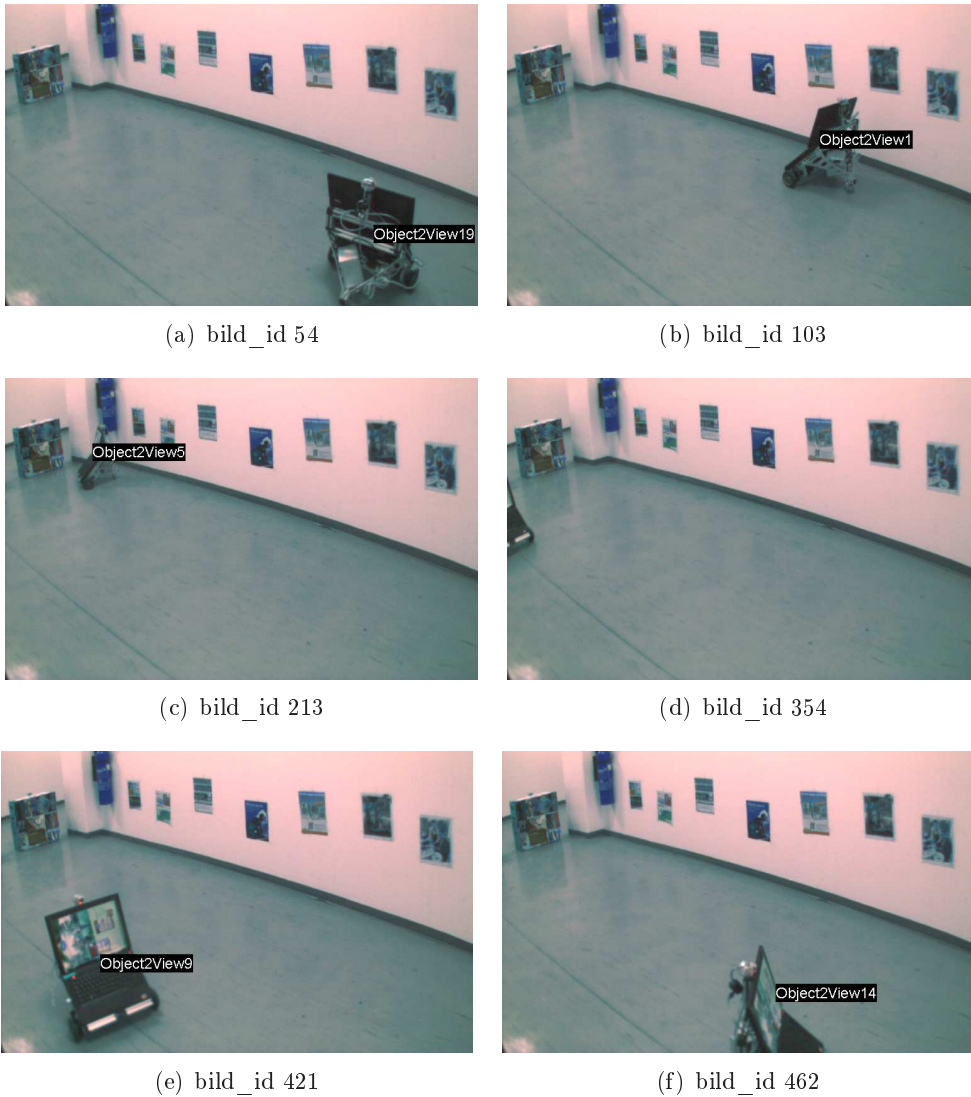 Object2View19
Object2View1
(a) bild_id 54
(b) bild_id 103
Object2View5
(c) bild_id 213
(d) bild_id 354
Object2View9
Object2View14
(e) bild_id 421
(f) bild_id 462